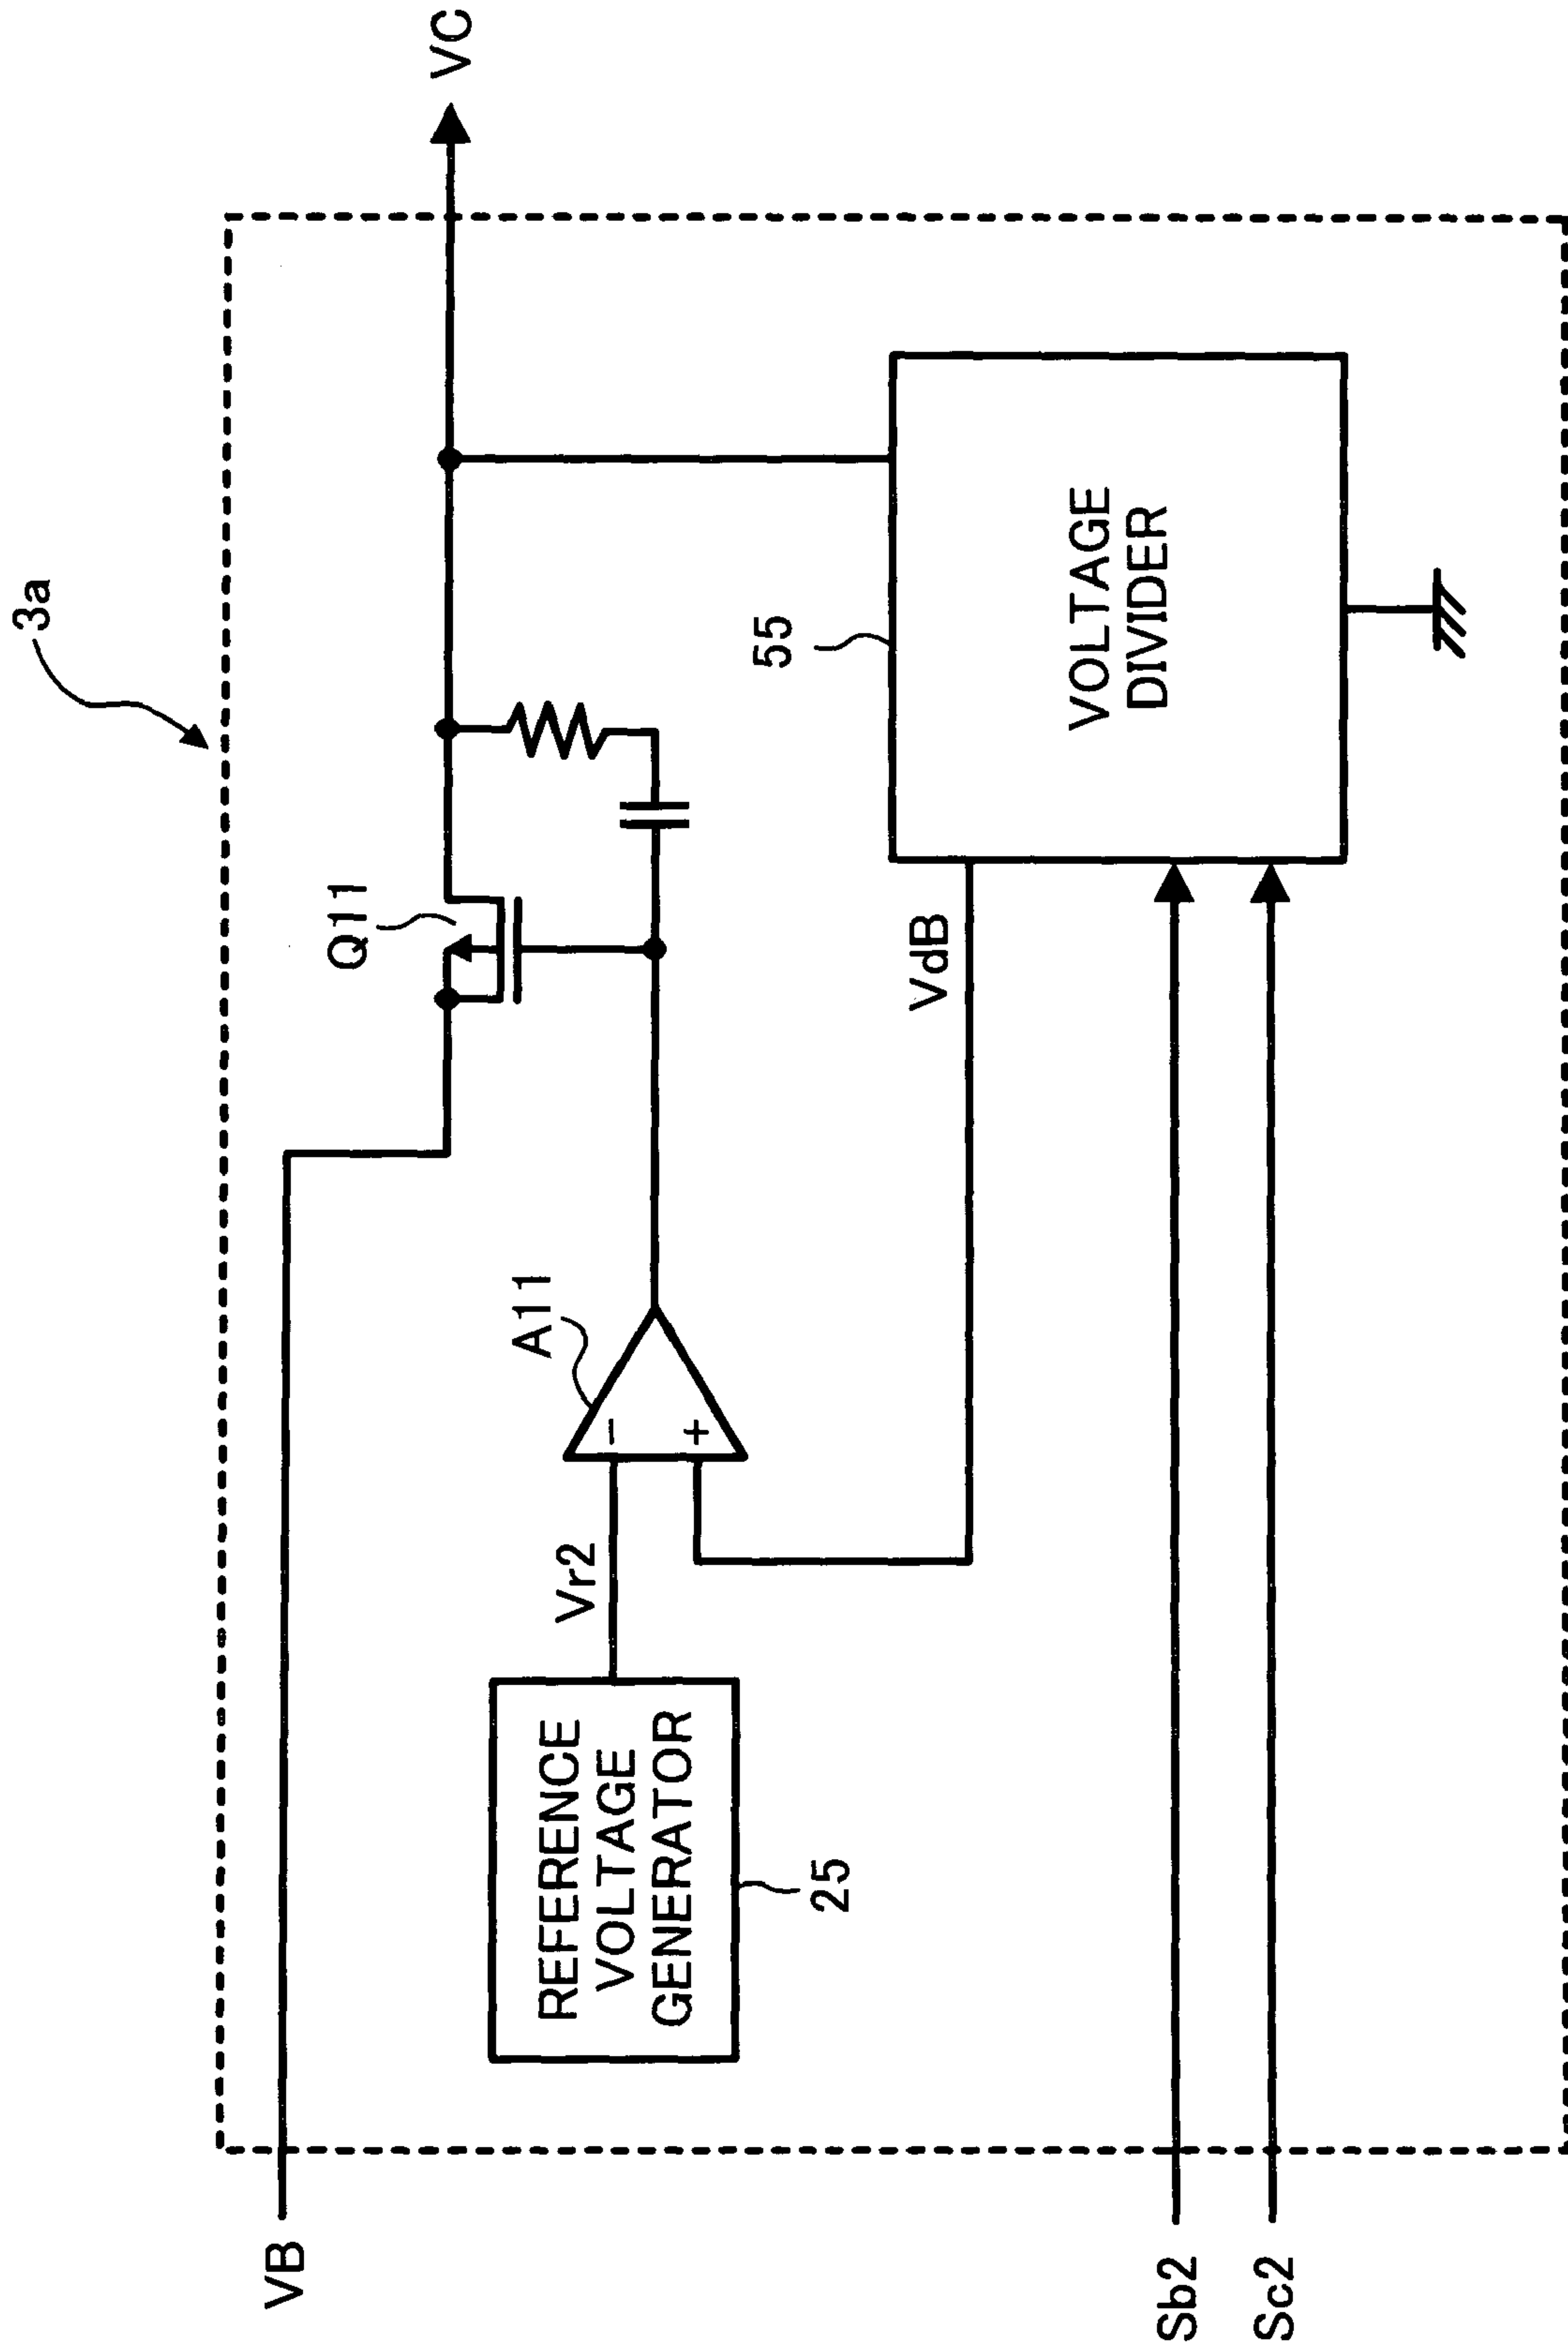 3a
VB
VC
Q11
A11
Vr2
-
+
REFERENCE
VOLTAGE
GENERATOR
25
VdB
55
VOLTAGE
DIVIDER
Sb2
Sc2